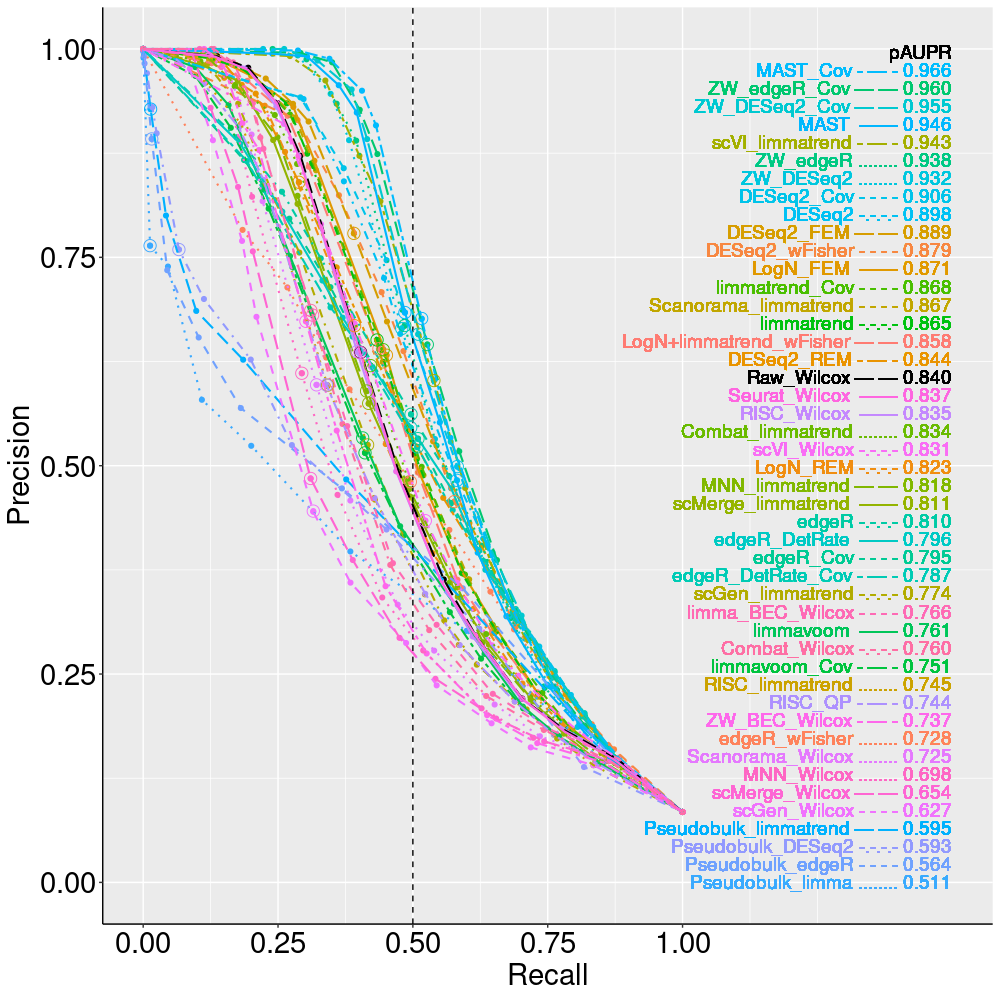 pAUPR
MAST_Cov 0.966
ZW_edgeR_Cov 0.960
ZW_DESeq2_Cov 0.955
MAST 0.946
scVI_limmatrend 0.943
ZW_edgeR 0.938
ZW_DESeq2 0.932
DESeq2_Cov 0.906
DESeq2 0.898
DESeq2_FEM 0.889
DESeq2_wFisher 0.879
LogN_FEM 0.871
limmatrend_Cov 0.868
Scanorama_limmatrend 0.867
limmatrend 0.865
LogN+limmatrend_wFisher 0.858
DESeq2_REM 0.844
Raw_Wilcox 0.840
Seurat_Wilcox 0.837
RISC_Wilcox 0.835
Combat_limmatrend 0.834
scVI_Wilcox 0.831
LogN_REM 0.823
MNN_limmatrend 0.818
scMerge_limmatrend 0.811
edgeR 0.810
edgeR_DetRate 0.796
edgeR_Cov 0.795
edgeR_DetRate_Cov 0.787
scGen_limmatrend 0.774
limma_BEC_Wilcox 0.766
limmavoom 0.761
Combat_Wilcox 0.760
limmavoom_Cov 0.751
RISC_limmatrend 0.745
RISC_QP 0.744
ZW_BEC_Wilcox 0.737
edgeR_wFisher 0.728
Scanorama_Wilcox 0.725
MNN_Wilcox 0.698
scMerge_Wilcox 0.654
scGen_Wilcox 0.627
Pseudobulk_limmatrend 0.595
Pseudobulk_DESeq2 0.593
Pseudobulk_edgeR 0.564
Pseudobulk_limma 0.511
Precision
1.00
0.75
0.50
0.25
0.00
0.00 0.25 0.50 0.75 1.00
Recall